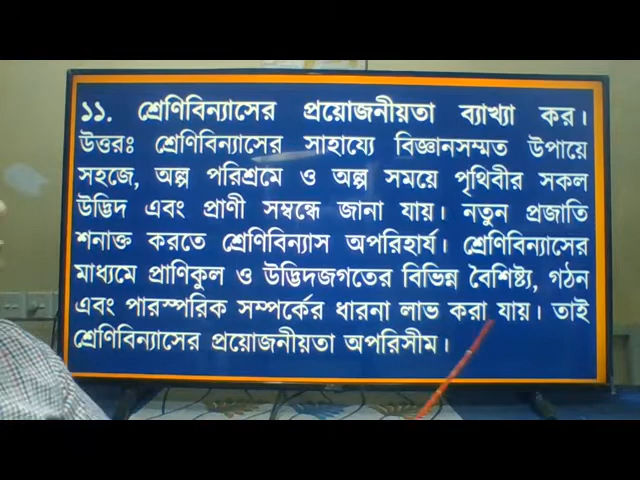 ১১. শ্রেণিবিন্যাসের প্রয়োজনীয়তা ব্যাখ্যা কর।
উত্তরঃ শ্রেণিবিন্যাসের সাহায্যে বিজ্ঞানসম্মত উপায়ে
সহজে, অল্প পরিশ্রমে ও অল্প সময়ে পৃথিবীর সকল
উদ্ভিদ এবং প্রাণী সম্বন্ধে জানা যায়। নতুন প্রজাতি
শনাক্ত করতে শ্রেণিবিন্যাস অপরিহার্য। শ্রেণিবিন্যাসের
মাধ্যমে প্রাণিকুল ও উদ্ভিদজগতের বিভিন্ন বৈশিষ্ট্য, গঠন
এবং পারস্পরিক সম্পর্কের ধারনা লাভ করা যায়। তাই
শ্রেণিবিন্যাসের প্রয়োজনীয়তা অপরিসীম।